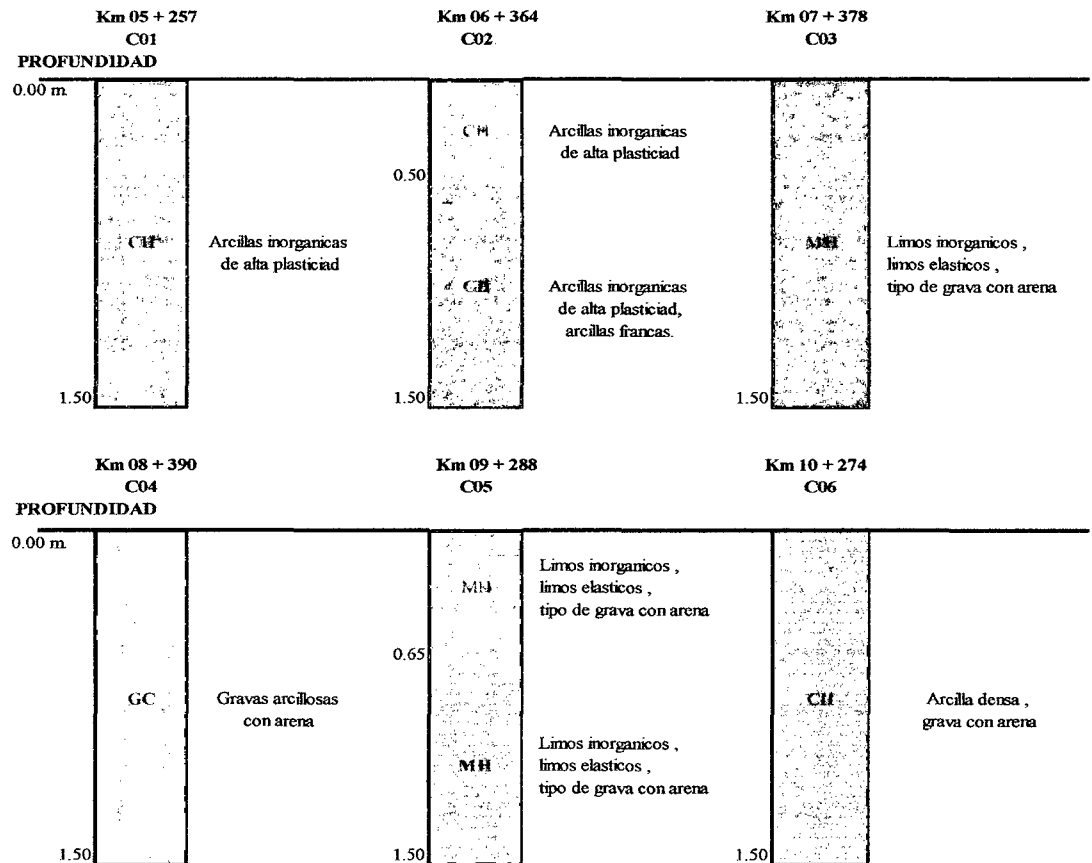 Km 05 + 257
C01
Km 06 + 364
C02
Km 07 + 378
C03
PROFUNDIDAD
0.00 m.
CH
Arcillas inorganicas
de alta plasticiad
1.50
CH
Arcillas inorganicas
de alta plasticiad
0.50
CH
Arcillas inorganicas
de alta plasticiad,
arcillas francas.
1.50
MH
Limos inorganicos ,
limos elasticos ,
tipo de grava con arena
1.50
Km 08 + 390
C04
Km 09 + 288
C05
Km 10 + 274
C06
PROFUNDIDAD
0.00 m.
GC
Gravas arcillosas
con arena
1.50
MH
Limos inorganicos ,
limos elasticos ,
tipo de grava con arena
0.65
MH
Limos inorganicos ,
limos elasticos ,
tipo de grava con arena
1.50
CH
Arcilla densa ,
grava con arena
1.50